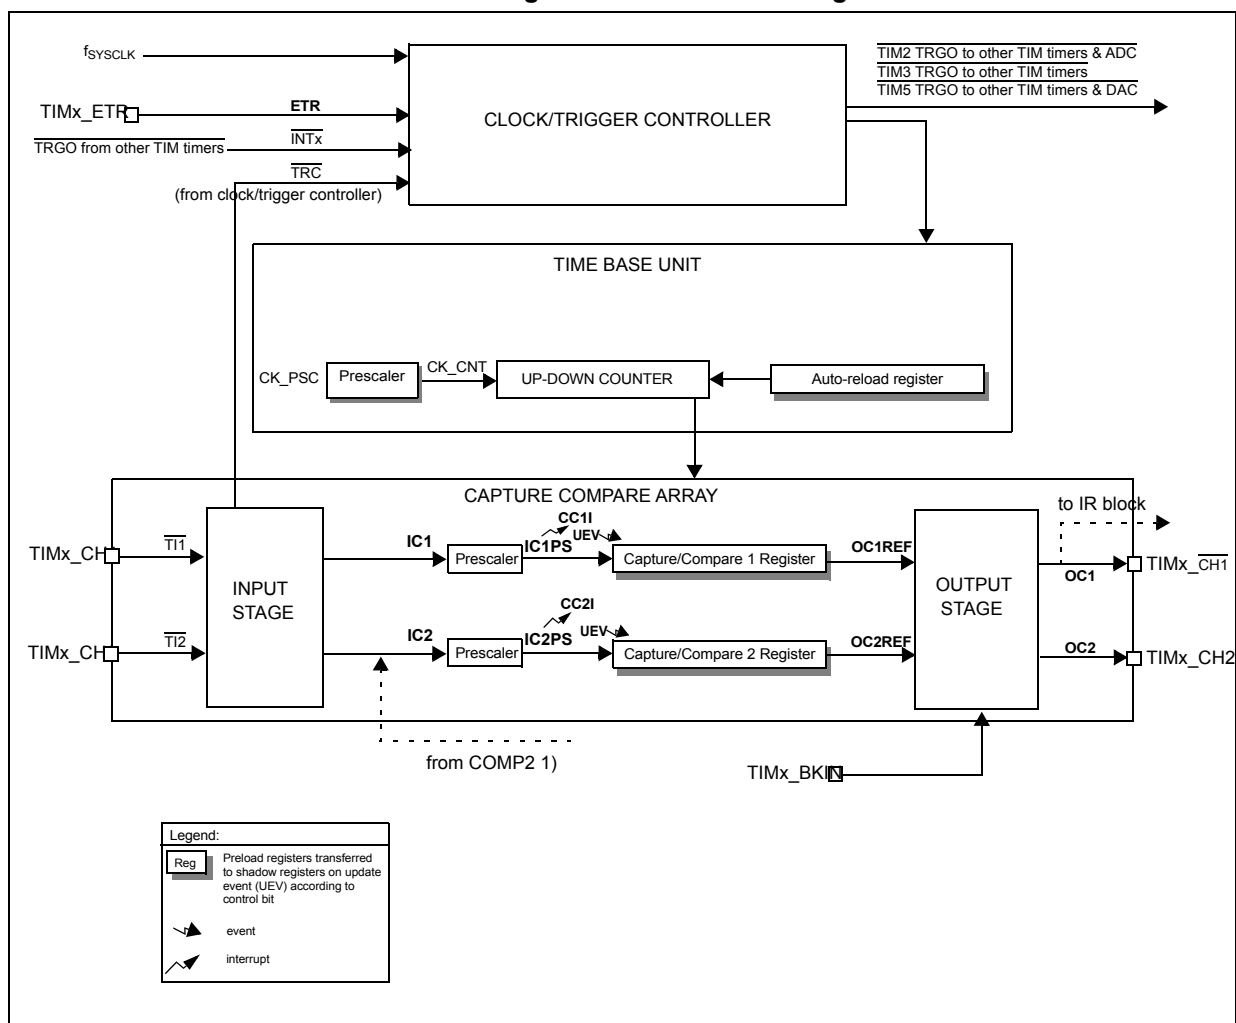 fSYSCLK
TIM2 TRGO to other TIM timers & ADC
TIM3 TRGO to other TIM timers
TIM5 TRGO to other TIM timers & DAC
TIMx_ETR
ETR
CLOCK/TRIGGER CONTROLLER
TRGO from other TIM timers
INTx
TRC
(from clock/trigger controller)
TIME BASE UNIT
CK_PSC
Prescaler
CK_CNT
UP-DOWN COUNTER
Auto-reload register
CAPTURE COMPARE ARRAY
to IR block
TIMx_CH
TI1
INPUT
STAGE
IC1
Prescaler
IC1PS
CC1I
UEV
Capture/Compare 1 Register
OC1REF
OUTPUT
STAGE
OC1
TIMx_CH1
TIMx_CH
TI2
IC2
Prescaler
IC2PS
CC2I
UEV
Capture/Compare 2 Register
OC2REF
OC2
TIMx_CH2
from COMP2 1)
TIMx_BKIN
Legend:
Reg
Preload registers transferred
to shadow registers on update
event (UEV) according to
control bit
event
interrupt